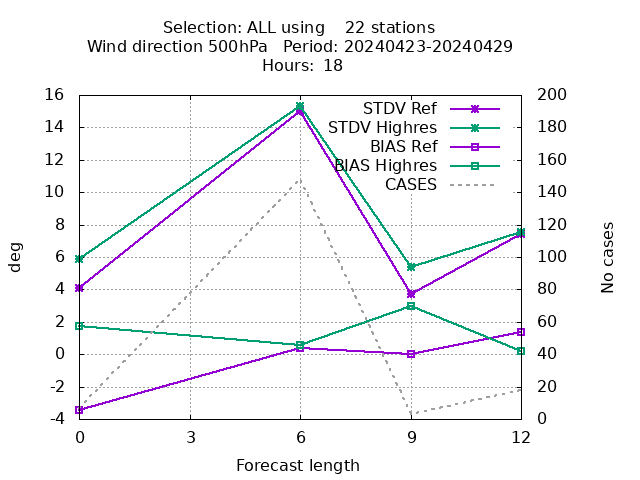 Selection: ALL using    22 stations
Wind direction 500hPa   Period: 20240423-20240429
Hours: 18
STDV Ref
STDV Highres
BIAS Ref
BIAS Highres
CASES
16
14
12
10
8
6
4
2
0
-2
-4
200
180
160
140
120
100
80
60
40
20
0
deg
No cases
0 3 6 9 12
Forecast length